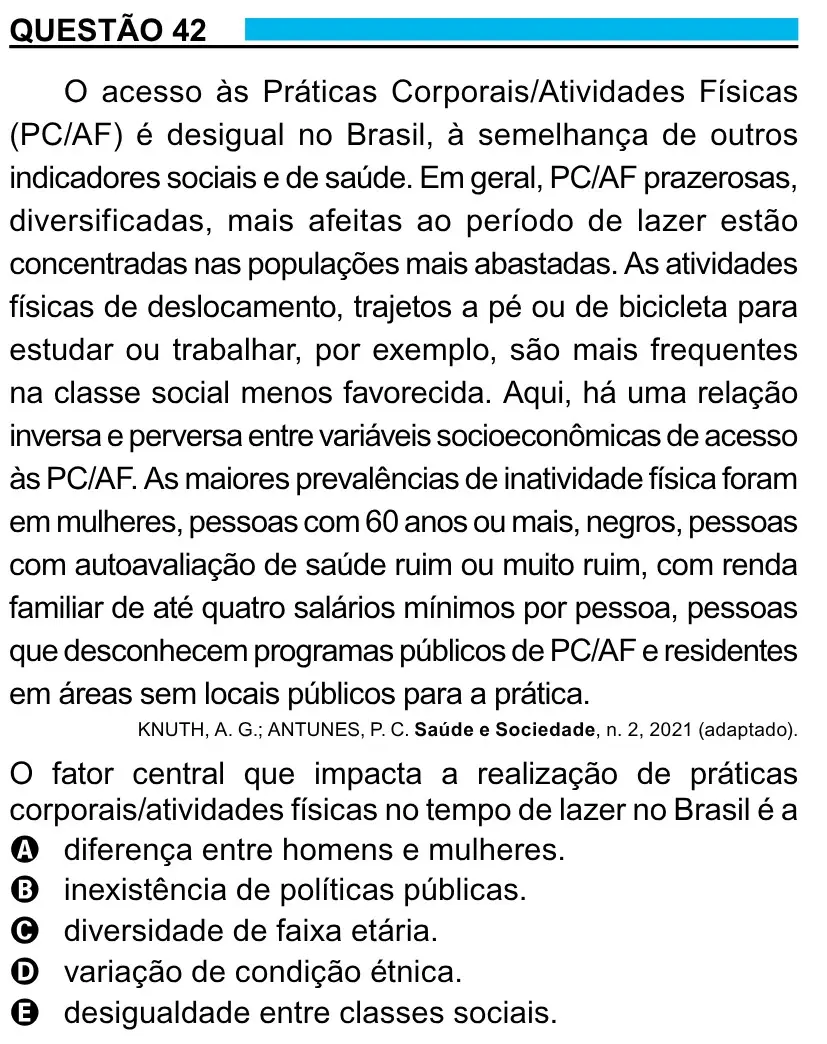 QUESTÃO 42
O acesso às Práticas Corporais/Atividades Físicas
(PC/AF) é desigual no Brasil, à semelhança de outros
indicadores sociais e de saúde. Em geral, PC/AF prazerosas,
diversificadas, mais afeitas ao período de lazer estão
concentradas nas populações mais abastadas. As atividades
físicas de deslocamento, trajetos a pé ou de bicicleta para
estudar ou trabalhar, por exemplo, são mais frequentes
na classe social menos favorecida. Aqui, há uma relação
inversa e perversa entre variáveis socioeconômicas de acesso
às PC/AF. As maiores prevalências de inatividade física foram
em mulheres, pessoas com 60 anos ou mais, negros, pessoas
com autoavaliação de saúde ruim ou muito ruim, com renda
familiar de até quatro salários mínimos por pessoa, pessoas
que desconhecem programas públicos de PC/AF e residentes
em áreas sem locais públicos para a prática.
KNUTH, A. G.; ANTUNES, P. C. Saúde e Sociedade, n. 2, 2021 (adaptado).
O fator central que impacta a realização de práticas
corporais/atividades físicas no tempo de lazer no Brasil é a
A diferença entre homens e mulheres.
B inexistência de políticas públicas.
C diversidade de faixa etária.
D variação de condição étnica.
E desigualdade entre classes sociais.